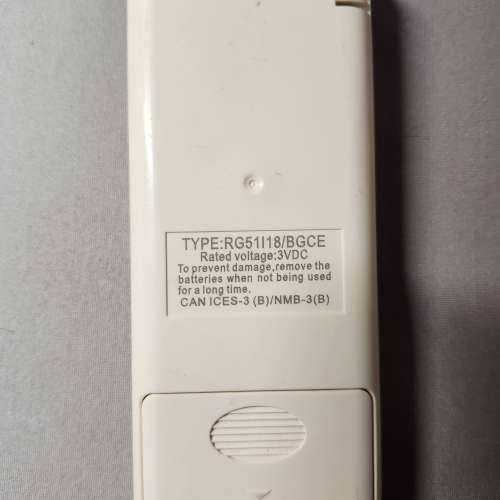 TYPE:RG51I18/BGCE
Rated voltage:3VDC
To prevent damage,remove the
batteries when not being used
for a long time.
CAN ICES-3 (B)/NMB-3(B)